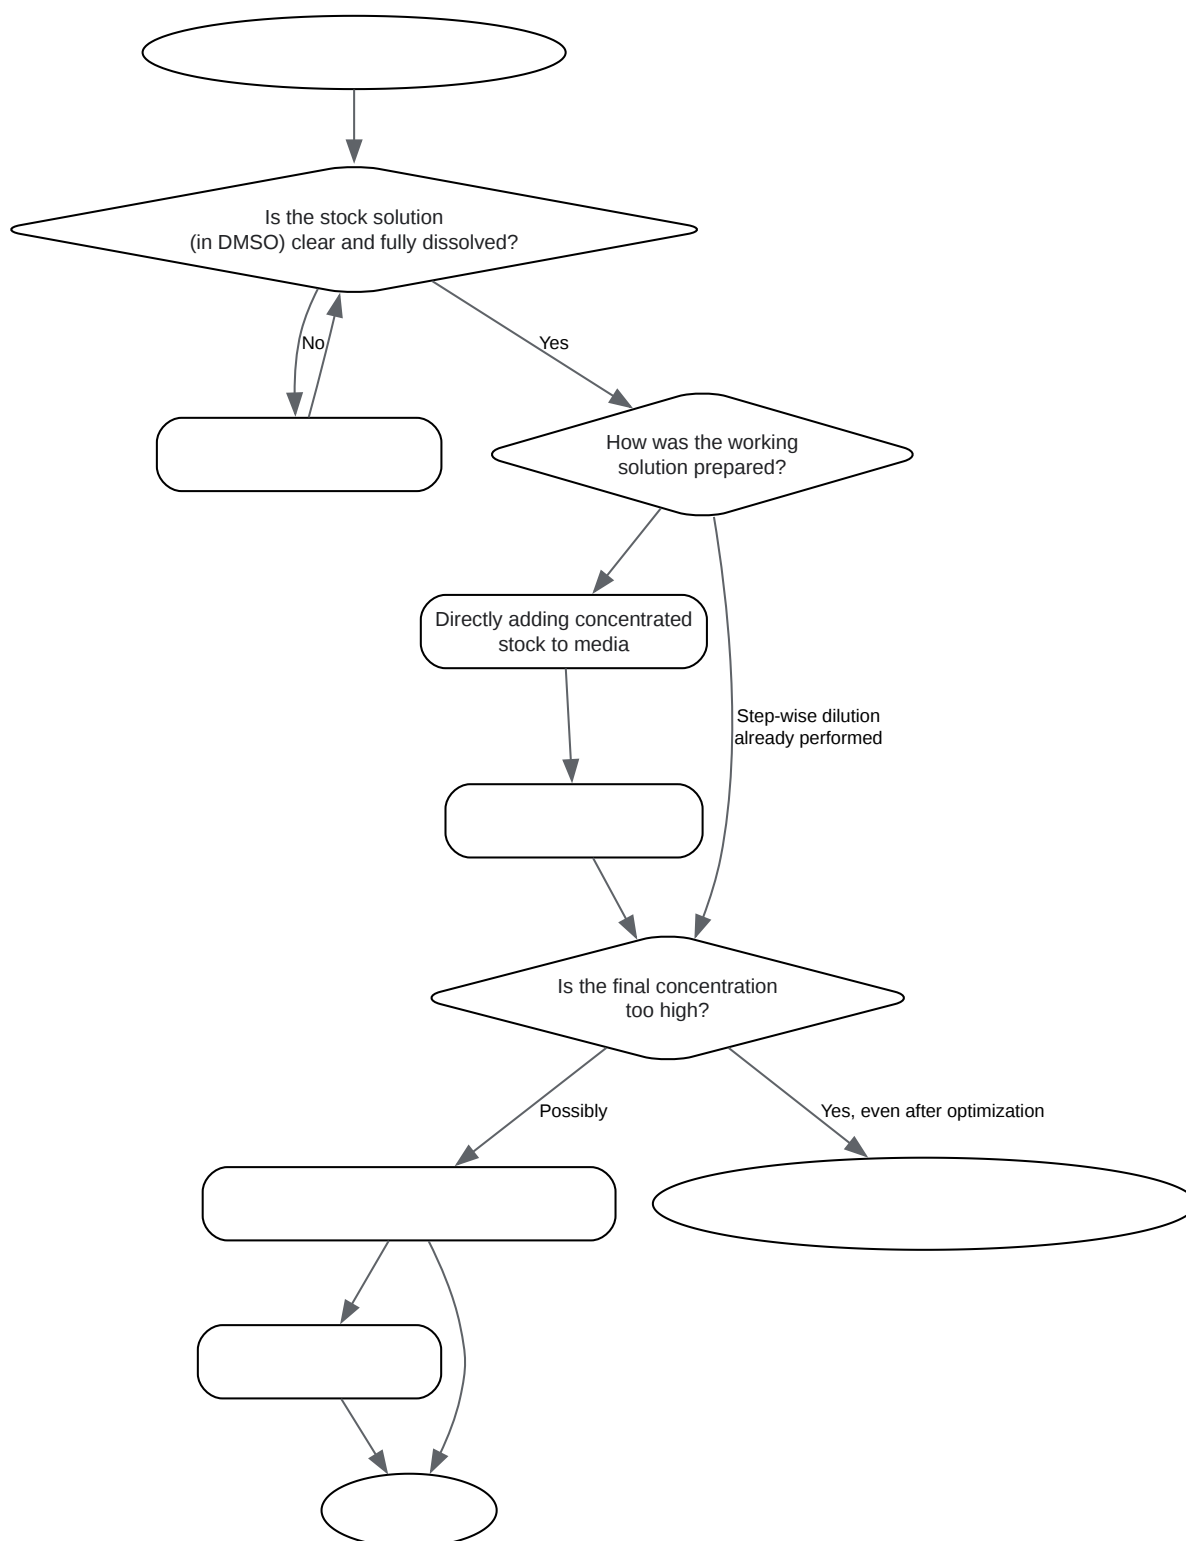 Is the stock solution
(in DMSO) clear and fully dissolved?
No
Yes
How was the working
solution prepared?
Directly adding concentrated
stock to media
Step-wise dilution
already performed
Is the final concentration
too high?
Possibly
Yes, even after optimization